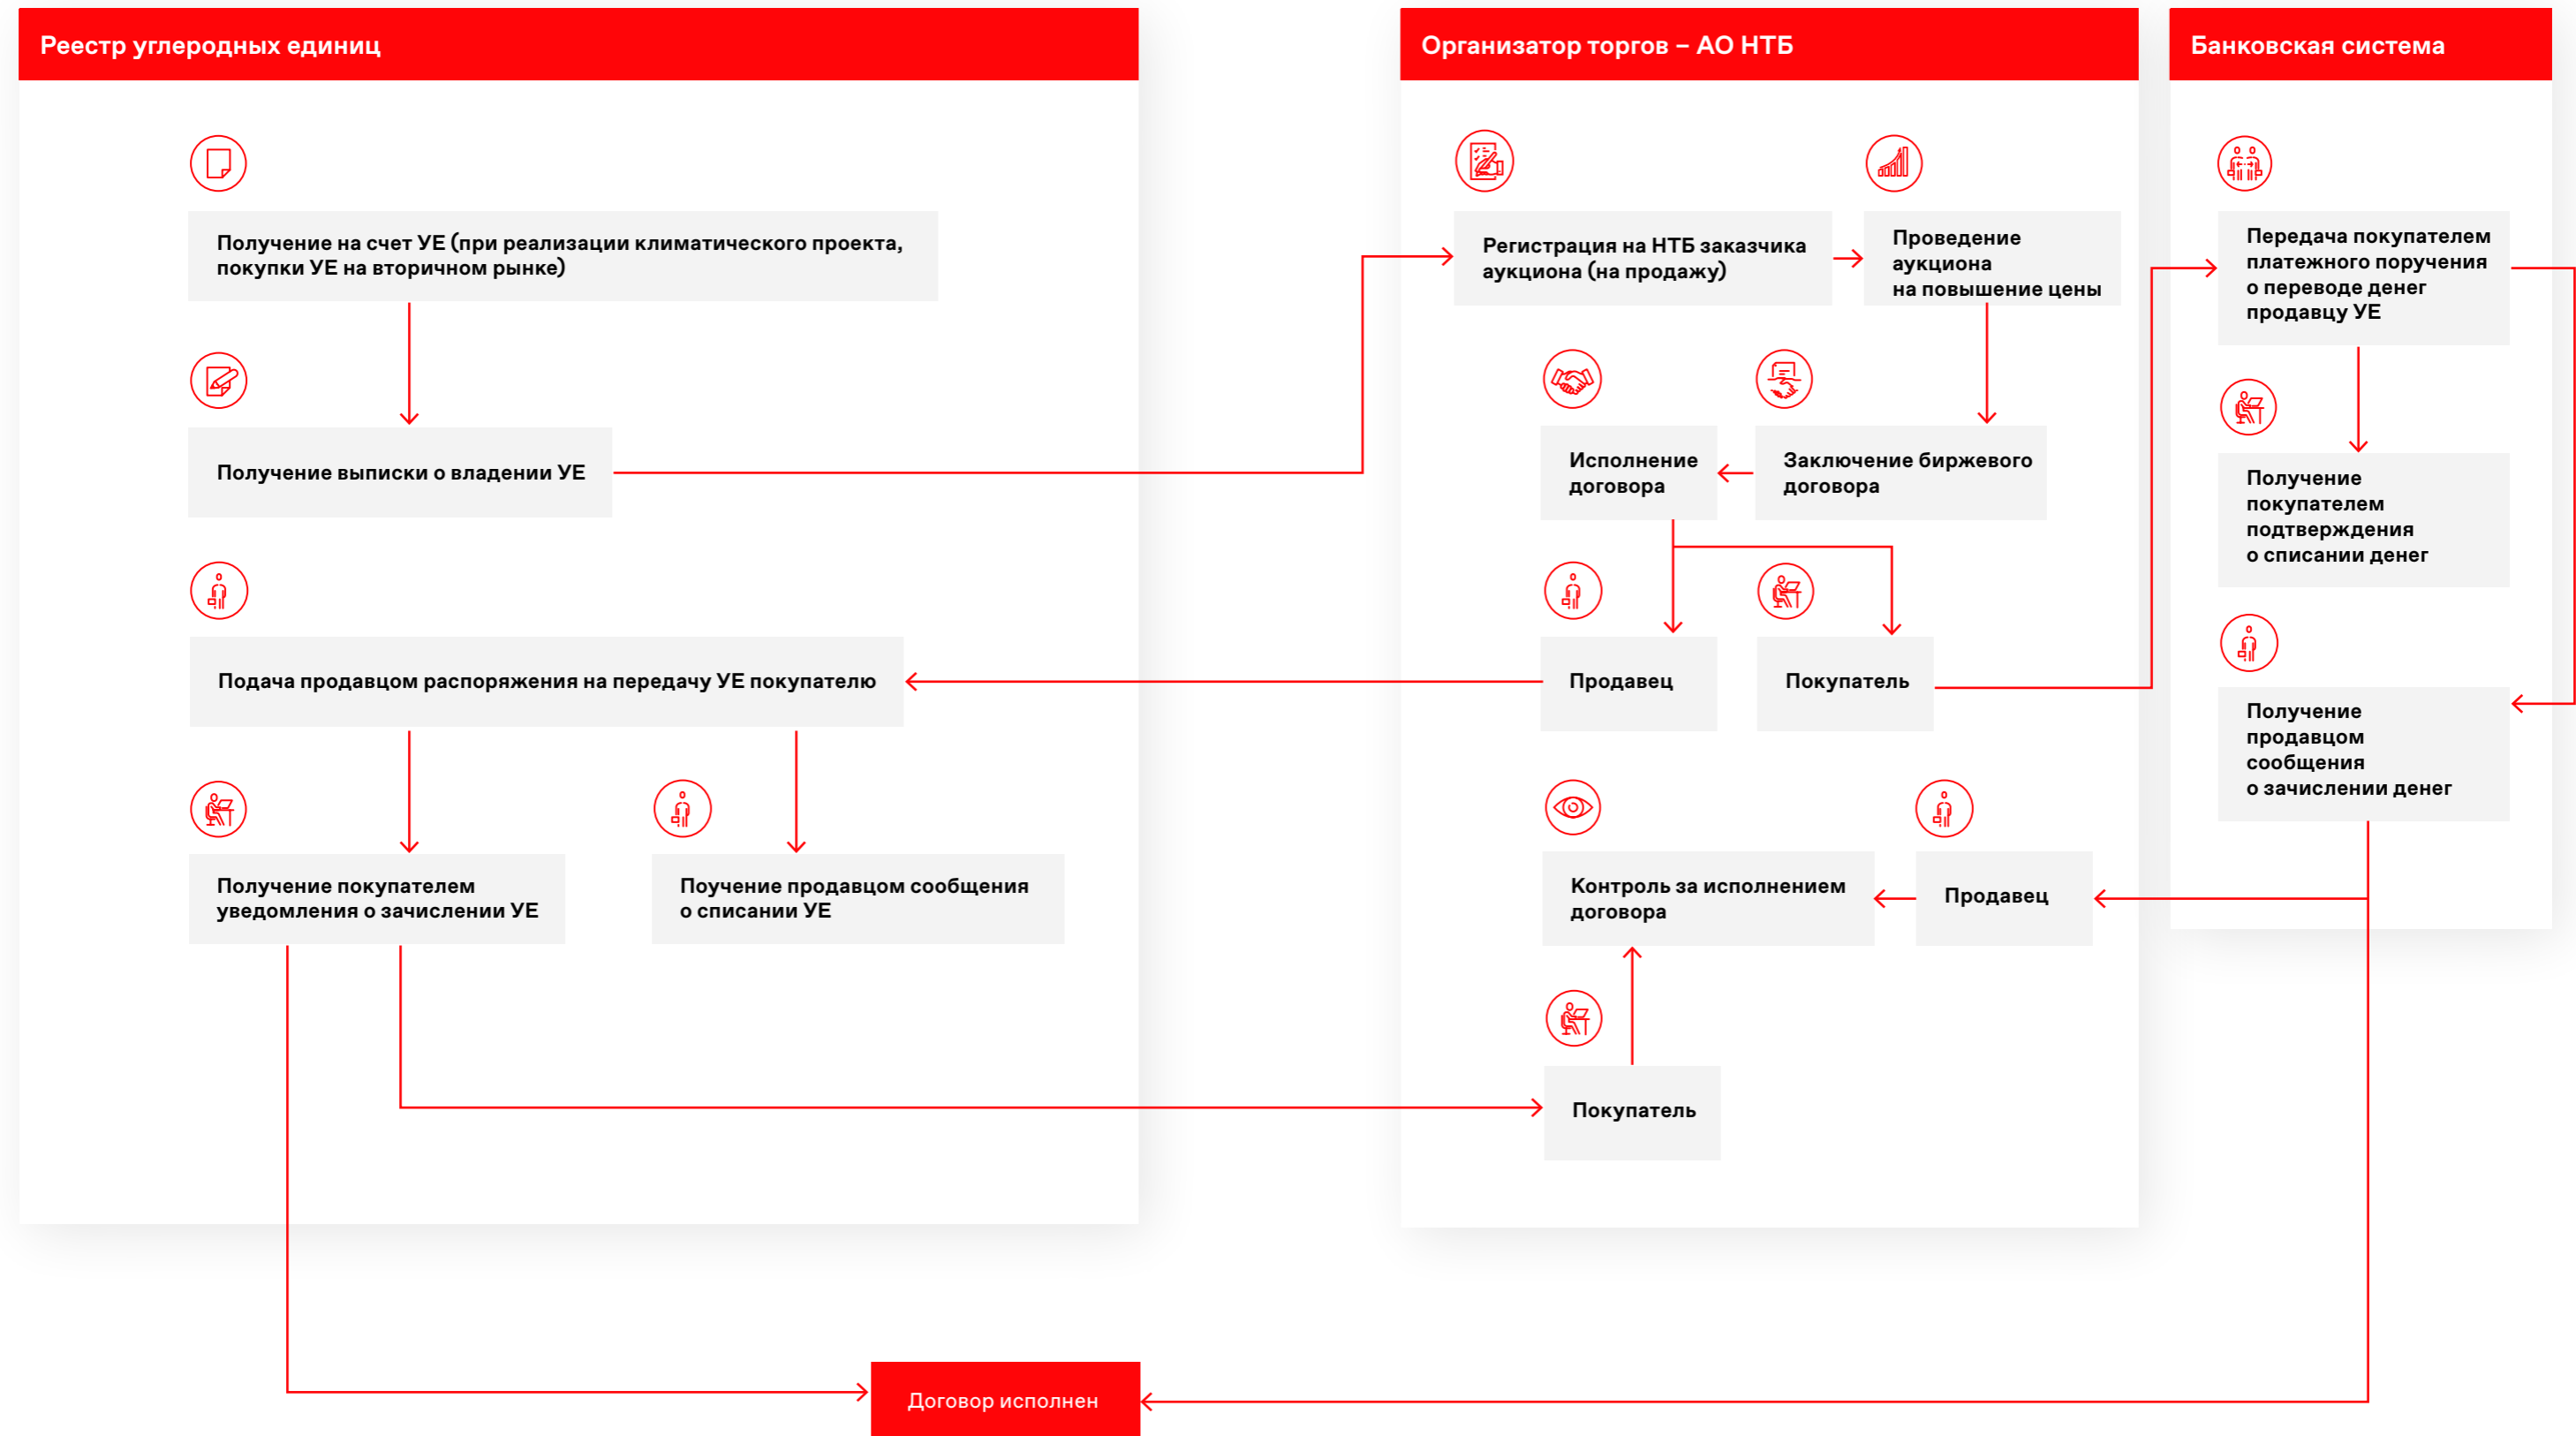 Реестр углеродных единиц
Получение на счет УЕ (при реализации климатического проекта,
покупки УЕ на вторичном рынке)
Получение выписки о владении УЕ
Подача продавцом распоряжения на передачу УЕ покупателю
Получение покупателем
уведомления о зачислении УЕ
Поучение продавцом сообщения
о списании УЕ
Организатор торгов – АО НТБ
Регистрация на НТБ заказчика
аукциона (на продажу)
Проведение
аукциона
на повышение цены
Исполнение
договора
Заключение биржевого
договора
Продавец
Покупатель
Контроль за исполнением
договора
Продавец
Покупатель
Банковская система
Передача покупателем
платежного поручения
о переводе денег
продавцу УЕ
Получение
покупателем
подтверждения
о списании денег
Получение
продавцом
сообщения
о зачислении денег
Договор исполнен